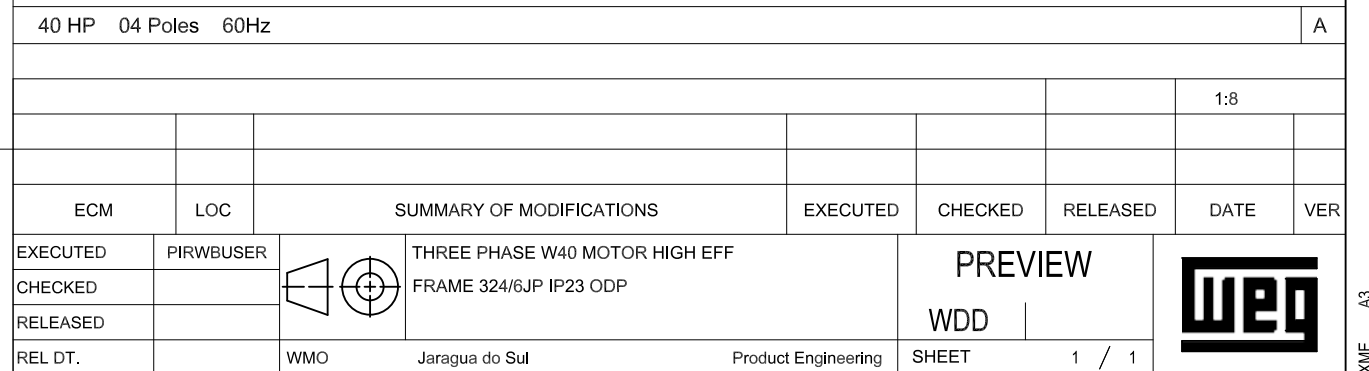 40 HP 04 Poles 60Hz A
1:8
ECM LOC SUMMARY OF MODIFICATIONS EXECUTED CHECKED RELEASED DATE VER
EXECUTED PIRWBUSER THREE PHASE W40 MOTOR HIGH EFF PREVIEW
CHECKED FRAME 324/6JP IP23 ODP
RELEASED WDD
REL DT. WMO Jaragua do Sul Product Engineering SHEET 1 / 1
weg
XME A3